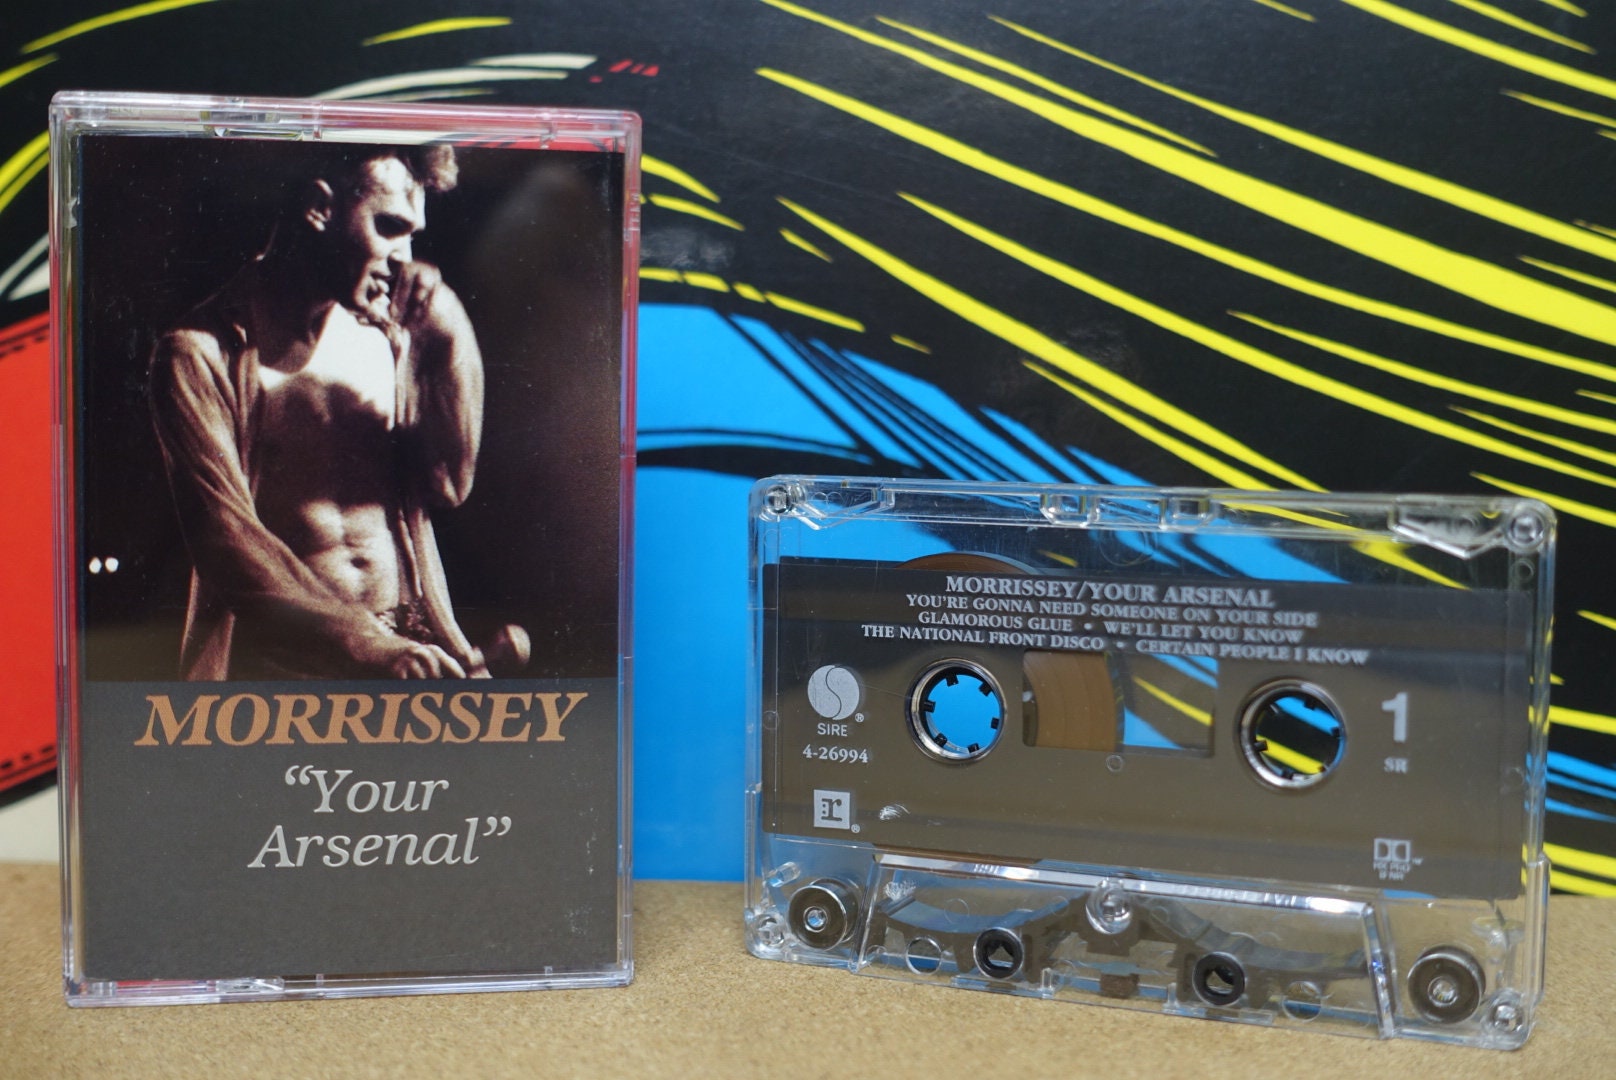 MORRISSEY
“Your
Arsenal”
MORRISSEY/YOUR ARSENAL
YOU'RE GONNA NEED SOMEONE ON YOUR SIDE
GLAMOROUS GLUE • WE'LL LET YOU KNOW
THE NATIONAL FRONT DISCO • CERTAIN PEOPLE I KNOW
SIRE ®
4-26994
r ®
1
SR